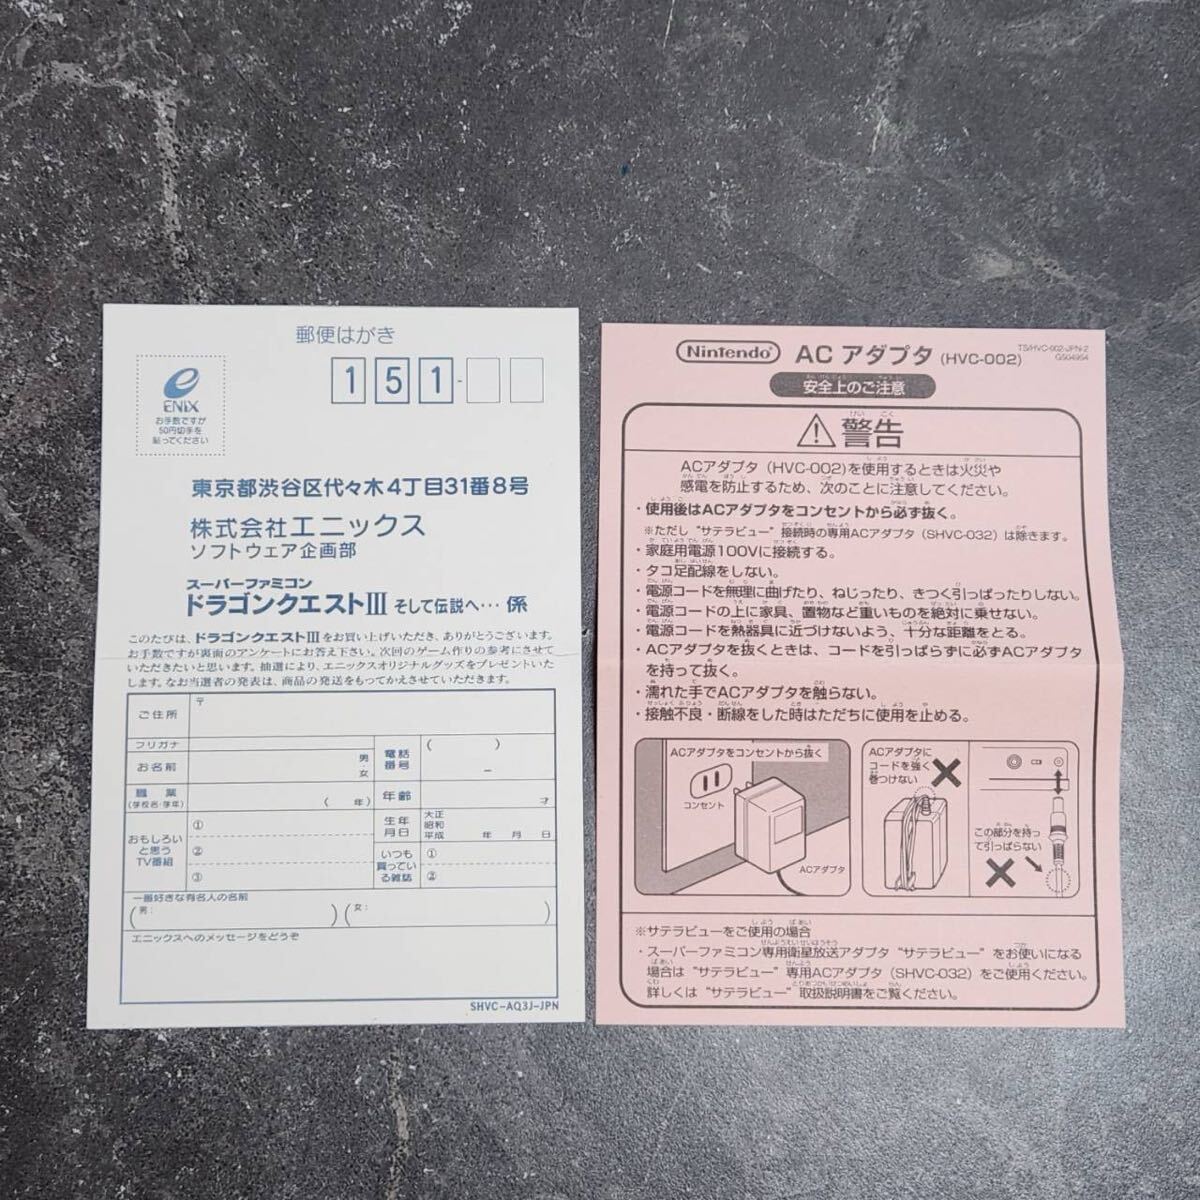 郵便はがき
151-
ENIX
お手数ですが
50円切手を
貼ってください
東京都渋谷区代々木4丁目31番8号
株式会社エニックス
ソフトウェア企画部
スーパーファミコン
ドラゴンクエストIII そして伝説へ… 係
このたびは、ドラゴンクエストIIIをお買い上げいただき、ありがとうございます。
お手数ですが裏面のアンケートにお答え下さい。次回のゲーム作りの参考にさせて
いただきたいと思います。抽選により、エニックスオリジナルグッズをプレゼントいた
します。なお当選者の発表は、商品の発送をもってかえさせていただきます。
ご住所
〒
フリガナ
お名前
男・女
電話
番号
( )
－
職業
(学校名・学年)
( 年)
年齢
才
おもしろい
と思う
TV番組
①
②
③
生年
月日
大正
昭和
平成
年 月 日
いつも
買ってい
る雑誌
①
②
一番好きな有名人の名前
(男: )(女: )
エニックスへのメッセージをどうぞ
SHVC-AQ3J-JPN
Nintendo ACアダプタ (HVC-002)
TS/HVC-002-JPN-2
G504954
安全上のご注意
警告
ACアダプタ(HVC-002)を使用するときは火災や
感電を防止するため、次のことに注意してください。
・使用後はACアダプタをコンセントから必ず抜く。
※ただし“サテラビュー”接続時の専用ACアダプタ(SHVC-032)は除きます。
・家庭用電源100Vに接続する。
・タコ足配線をしない。
・電源コードを無理に曲げたり、ねじったり、きつく引っぱったりしない。
・電源コードの上に家具、置物など重いものを絶対に乗せない。
・電源コードを熱器具に近づけないよう、十分な距離をとる。
・ACアダプタを抜くときは、コードを引っぱらずに必ずACアダプタ
を持って抜く。
・濡れた手でACアダプタを触らない。
・接触不良・断線をした時はただちに使用を止める。
ACアダプタをコンセントから抜く
コンセント
ACアダプタ
ACアダプタに
コードを強く
巻つけない
この部分を持っ
て引っぱらない
※サテラビューをご使用の場合
・スーパーファミコン専用衛星放送アダプタ“サテラビュー”をお使いになる
場合は“サテラビュー”専用ACアダプタ(SHVC-032)をご使用ください。
詳しくは“サテラビュー”取扱説明書をご覧ください。